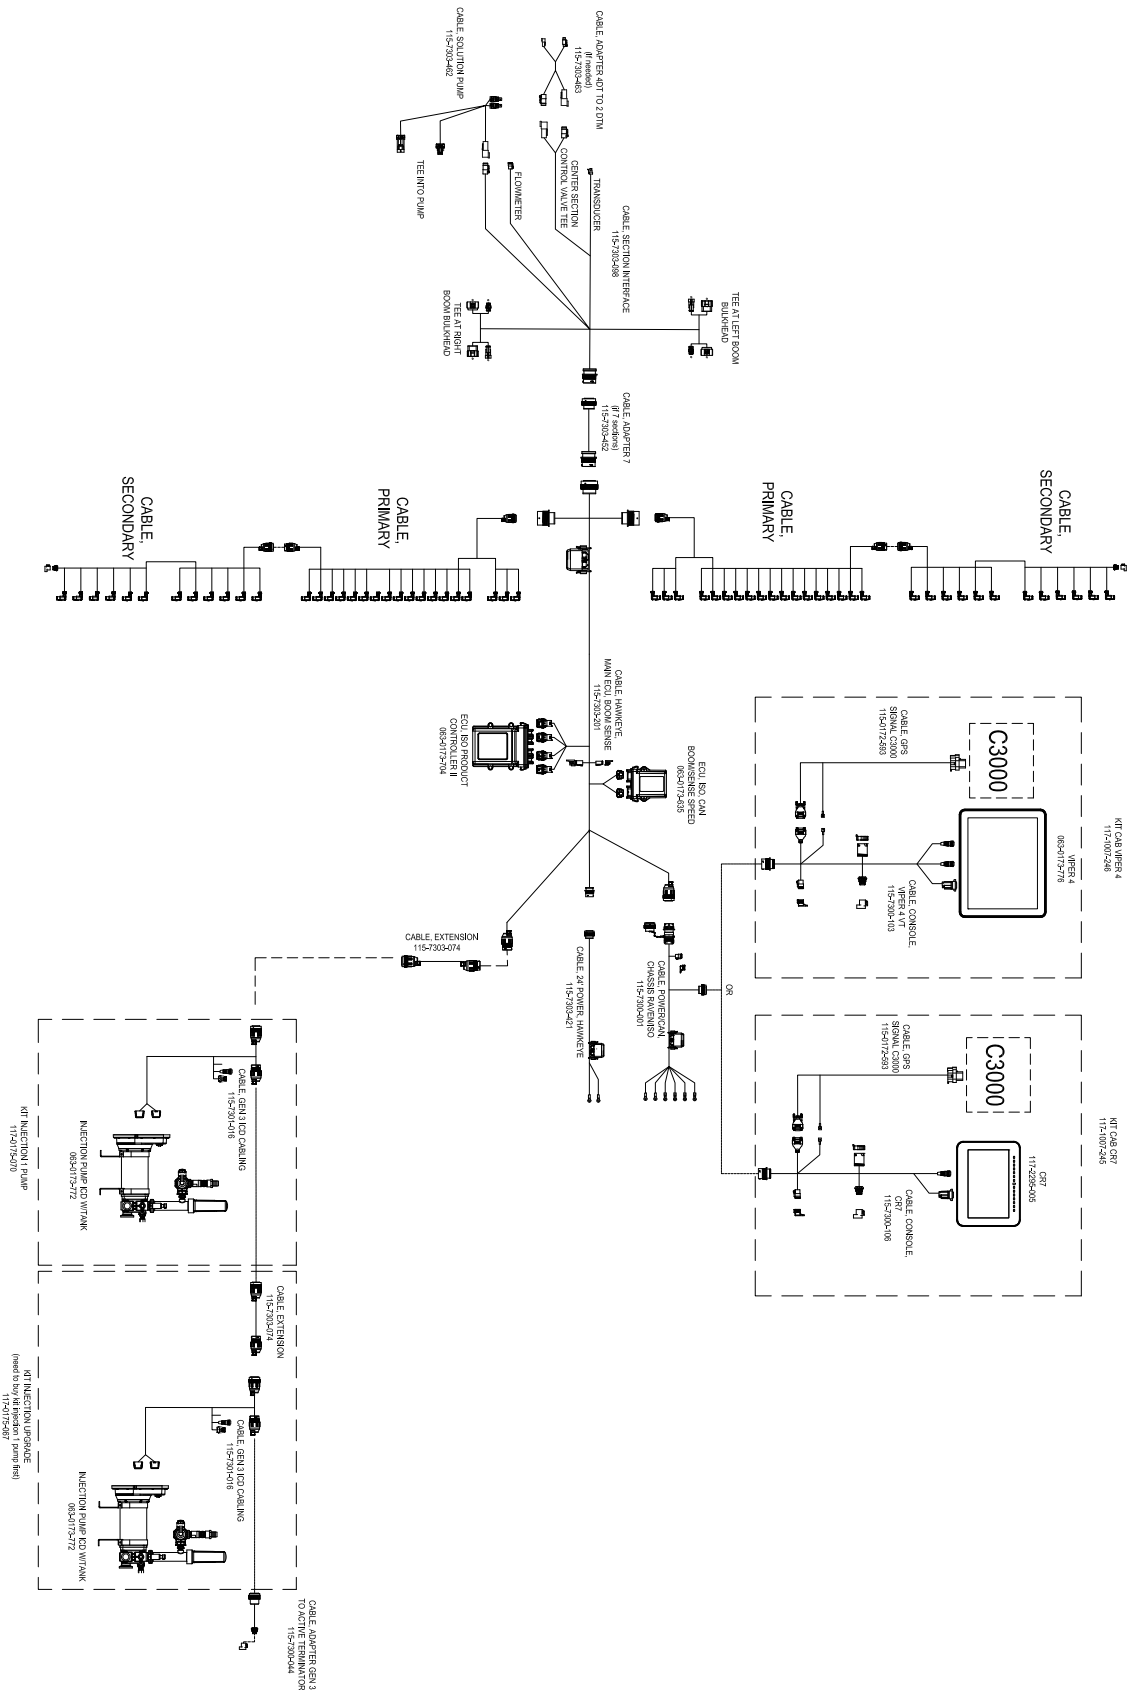 CABLE, SOLUTION PUMP
115-7303-462
CABLE, ADAPTER 4DT TO 2 DTM
(if needed)
115-7303-463
TEE INTO PUMP
FLOWMETER
CENTER SECTION
CONTROL VALVE TEE
TRANSDUCER
CABLE, SECTION INTERFACE
115-7303-098
TEE AT RIGHT
BOOM BULKHEAD
TEE AT LEFT BOOM
BULKHEAD
CABLE, ADAPTER 7
(if 7 sections)
115-7303-452
CABLE,
SECONDARY
CABLE,
PRIMARY
CABLE,
PRIMARY
CABLE,
SECONDARY
CABLE, HAWKEYE,
MAIN ECU, BOOM SENSE
115-7303-201
ECU, ISO PRODUCT
CONTROLLER II
063-0173-704
ECU, ISO, CAN
BOOM/SENSE SPEED
063-0173-635
KIT CAB VIPER 4
117-1007-246
C3000
CABLE, GPS
SIGNAL C3000
115-0172-593
VIPER 4
063-0173-776
CABLE, CONSOLE,
VIPER 4 VT
115-7300-103
OR
KIT CAB CR7
117-1007-245
C3000
CABLE, GPS
SIGNAL C3000
115-0172-593
CR7
117-2295-005
CABLE, CONSOLE,
CR7
115-7300-106
CABLE, POWER/CAN,
CHASSIS RAVEN/ISO
115-7300-001
CABLE, 24' POWER, HAWKEYE
115-7303-421
CABLE, EXTENSION
115-7303-074
CABLE, GEN 3 ICD CABLING
115-7301-016
INJECTION PUMP ICD W/TANK
063-0173-772
KIT INJECTION 1 PUMP
117-0175-070
CABLE, EXTENSION
115-7303-074
CABLE, GEN 3 ICD CABLING
115-7301-016
INJECTION PUMP ICD W/TANK
063-0173-772
KIT INJECTION UPGRADE
(need to buy kit injection 1 pump first)
117-0175-067
CABLE, ADAPTER GEN 3
TO ACTIVE TERMINATOR
115-7300-044